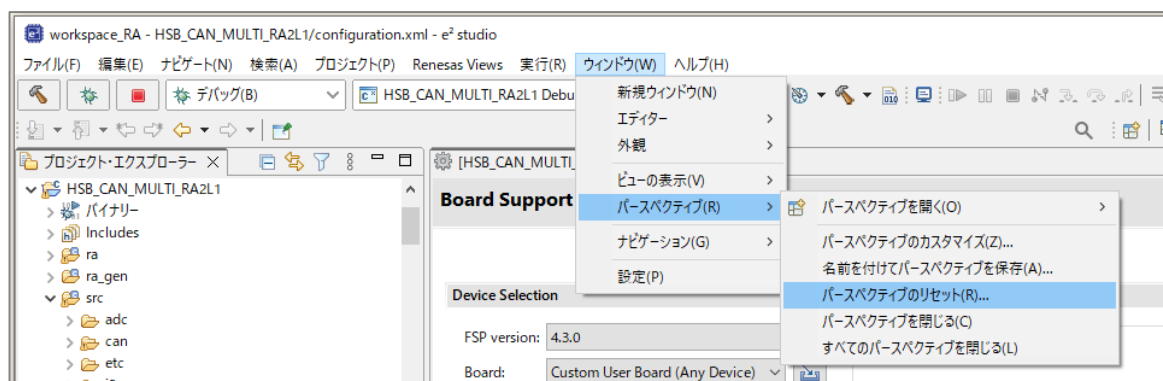 workspace_RA - HSB_CAN_MULTI_RA2L1/configuration.xml - e² studio
ファイル(F) 編集(E) ナビゲート(N) 検索(A) プロジェクト(P) Renesas Views 実行(R) ウィンドウ(W) ヘルプ(H)
デバッグ(B) HSB_CAN_MULTI_RA2L1 Debu
新規ウィンドウ(N)
エディター
外観
ビューの表示(V)
パースペクティブ(R)
ナビゲーション(G)
設定(P)
パースペクティブを開く(O)
パースペクティブのカスタマイズ(Z)...
名前を付けてパースペクティブを保存(A)...
パースペクティブのリセット(R)...
パースペクティブを閉じる(C)
すべてのパースペクティブを閉じる(L)
プロジェクト・エクスプローラー
HSB_CAN_MULTI_RA2L1
バイナリー
Includes
ra
ra_gen
src
adc
can
etc
[HSB_CAN_MULTI_
Board Support
Device Selection
FSP version: 4.3.0
Board: Custom User Board (Any Device)